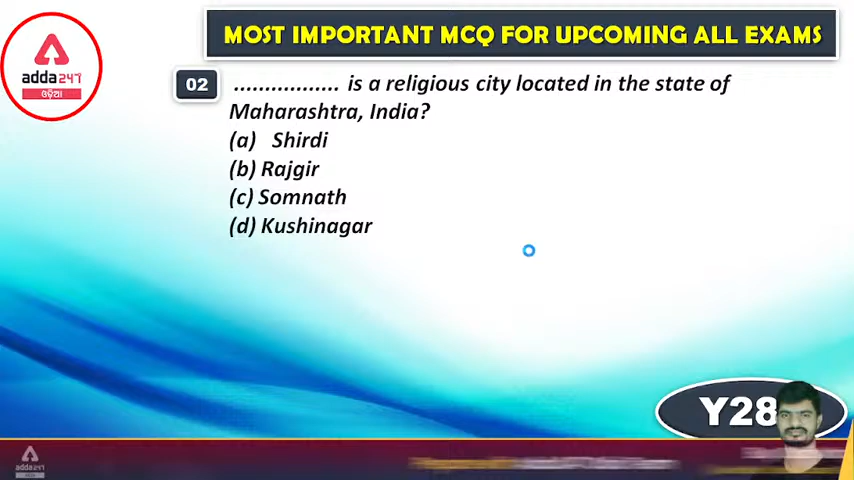 MOST IMPORTANT MCQ FOR UPCOMING ALL EXAMS
adda247
ଓଡ଼ିଆ
02 ................. is a religious city located in the state of
Maharashtra, India?
(a) Shirdi
(b) Rajgir
(c) Somnath
(d) Kushinagar
Y28
adda247